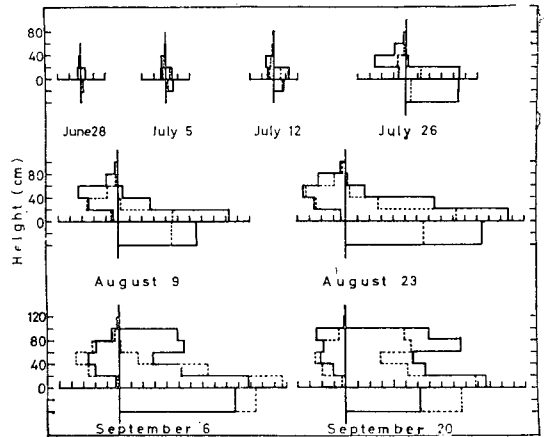 80
40
0
June28
July 5
July 12
July 26
Height (cm)
80
40
0
August 9
August 23
120
80
40
0
September 6
September 20